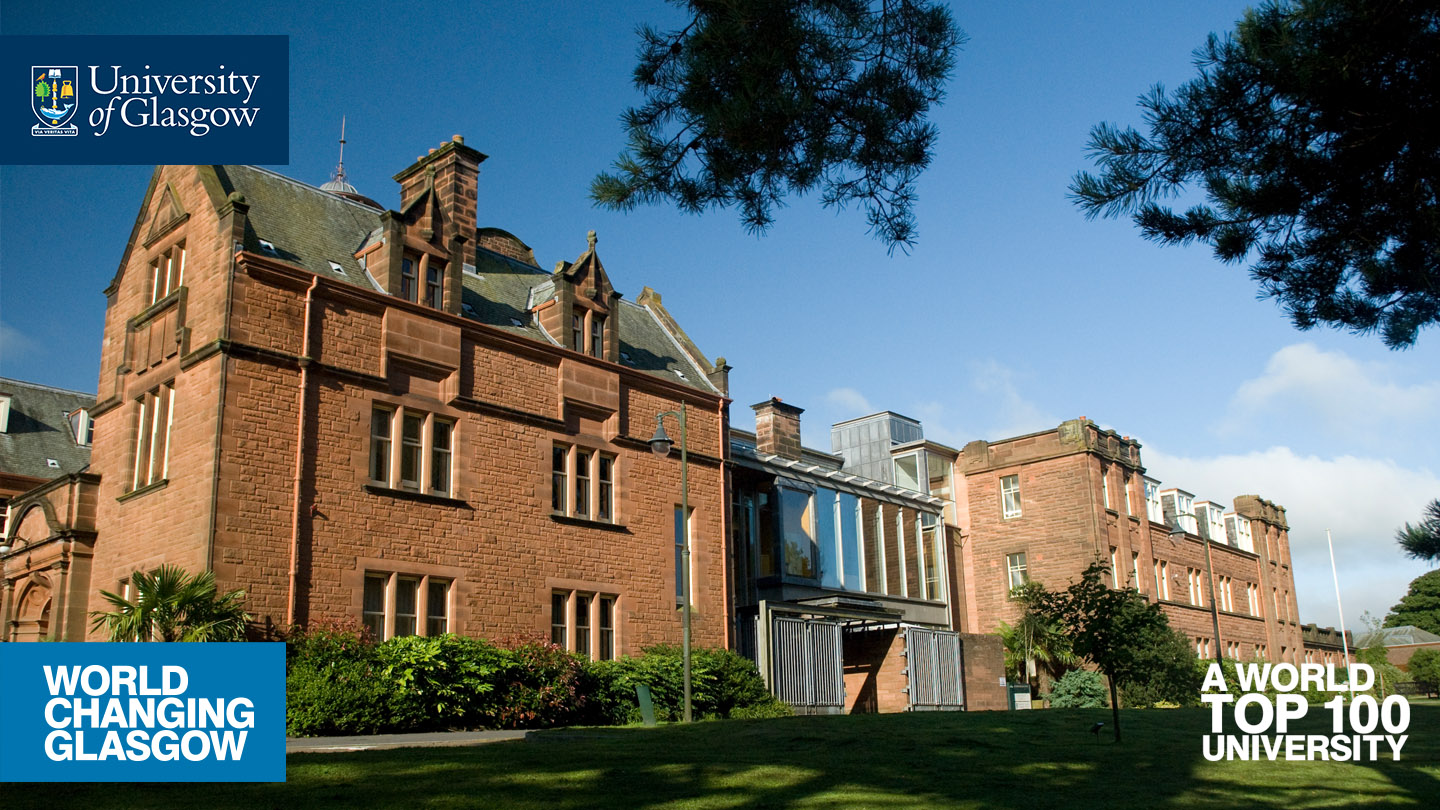 University
of Glasgow
VIA VERITAS VITA
WORLD
CHANGING
GLASGOW
A WORLD
TOP 100
UNIVERSITY